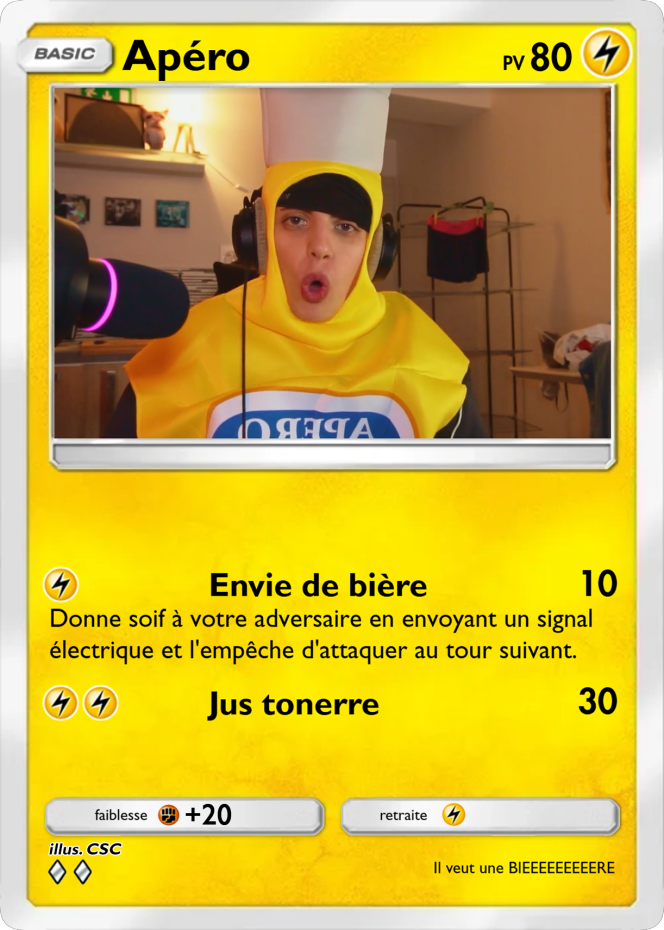 BASIC
Apéro
PV 80
APERO
Envie de bière 10
Donne soif à votre adversaire en envoyant un signal
électrique et l'empêche d'attaquer au tour suivant.
Jus tonerre 30
faiblesse +20
retraite
illus. CSC
Il veut une BIEEEEEEEEERE